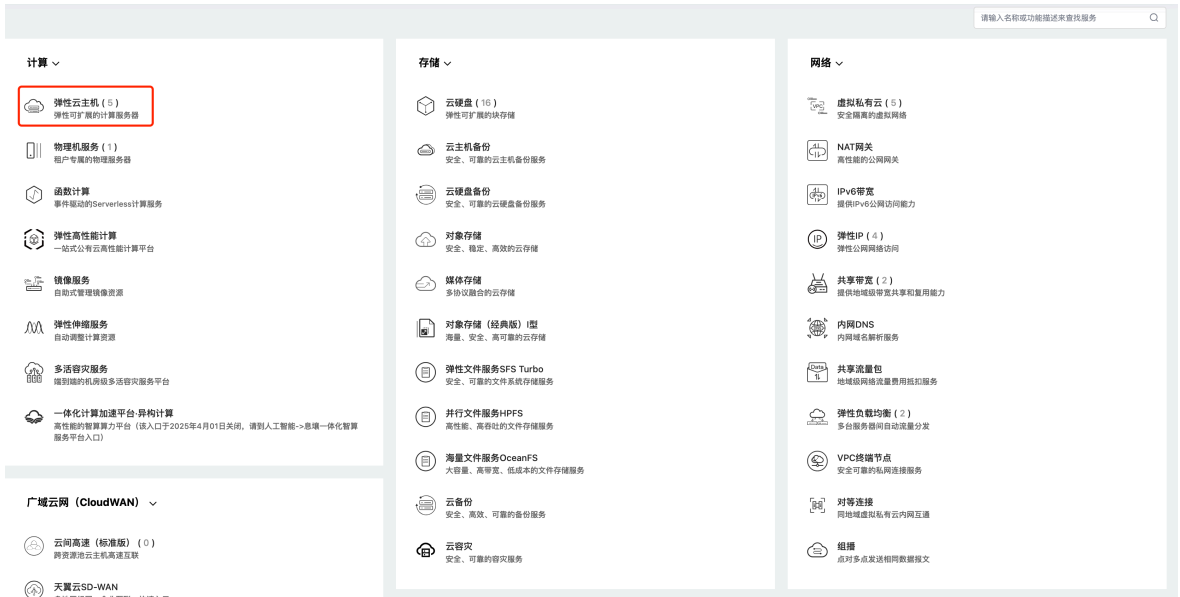 请输入名称或功能描述来查找服务
计算
弹性云主机 ( 5 )
弹性可扩展的计算服务器
物理机服务 ( 1 )
租户专属的物理服务器
函数计算
事件驱动的Serverless计算服务
弹性高性能计算
一站式公有云高性能计算平台
镜像服务
自助式管理镜像资源
弹性伸缩服务
自动调整计算资源
多活容灾服务
端到端的机房级多活容灾服务平台
一体化计算加速平台·异构计算
高性能的智算算力平台（该入口于2025年4月01日关闭，请到人工智能->息壤一体化智算
服务平台入口）
广域云网（CloudWAN）
云间高速（标准版） ( 0 )
跨资源池云主机高速互联
天翼云SD-WAN
存储
云硬盘 ( 16 )
弹性可扩展的块存储
云主机备份
安全、可靠的云主机备份服务
云硬盘备份
安全、可靠的云硬盘备份服务
对象存储
安全、稳定、高效的云存储
媒体存储
多协议融合的云存储
对象存储（经典版）I型
海量、安全、高可靠的云存储
弹性文件服务SFS Turbo
安全、可靠的文件系统存储服务
并行文件服务HPFS
高性能、高吞吐的文件存储服务
海量文件服务OceanFS
大容量、高带宽、低成本的文件存储服务
云备份
安全、高效、可靠的备份服务
云容灾
安全、可靠的容灾服务
网络
虚拟私有云 ( 5 )
安全隔离的虚拟网络
NAT网关
高性能的公网网关
IPv6带宽
提供IPv6公网访问能力
弹性IP ( 4 )
弹性公网网络访问
共享带宽 ( 2 )
提供地域级带宽共享和复用能力
内网DNS
内网域名解析服务
共享流量包
地域级网络流量费用抵扣服务
弹性负载均衡 ( 2 )
多台服务器间自动流量分发
VPC终端节点
安全可靠的私网连接服务
对等连接
同地域虚拟私有云内网互通
组播
点对多点发送相同数据报文